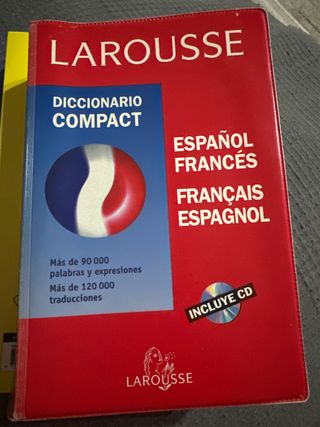 LAROUSSE
DICCIONARIO
COMPACT
ESPAÑOL
FRANCÉS
FRANÇAIS
ESPAGNOL
Más de 90 000
palabras y expresiones
Más de 120 000
traducciones
INCLUYE CD
LAROUSSE